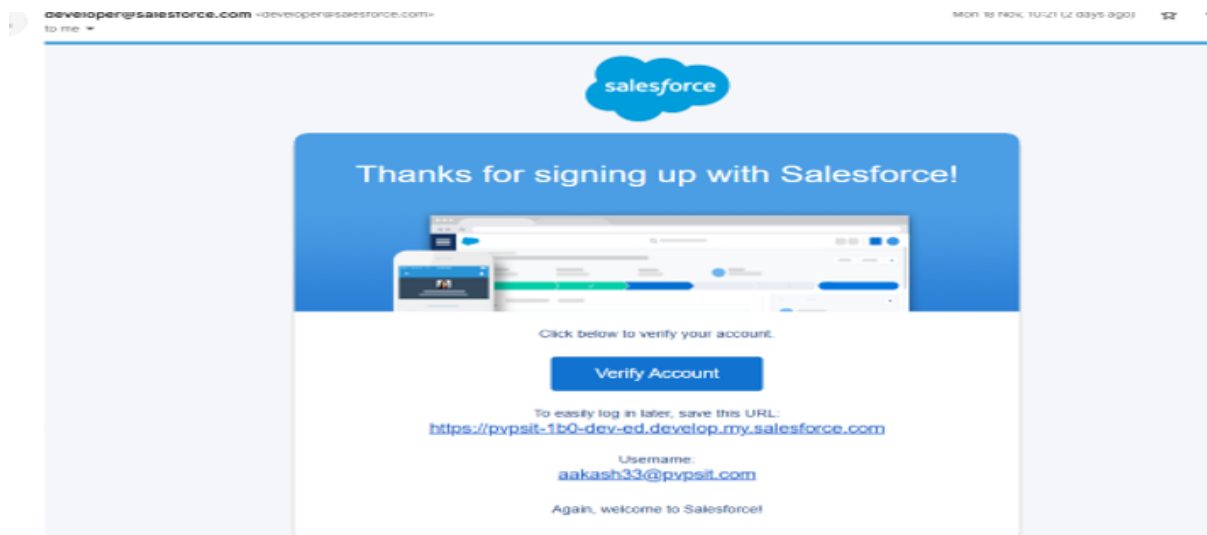 developer@salesforce.com <developer@salesforce.com>
Mon 18 Nov, 10:21 (2 days ago)
to me
salesforce
Thanks for signing up with Salesforce!
Click below to verify your account.
Verify Account
To easily log in later, save this URL:
https://pvpsit-1b0-dev-ed.develop.my.salesforce.com
Username:
aakash33@pvpsit.com
Again, welcome to Salesforce!